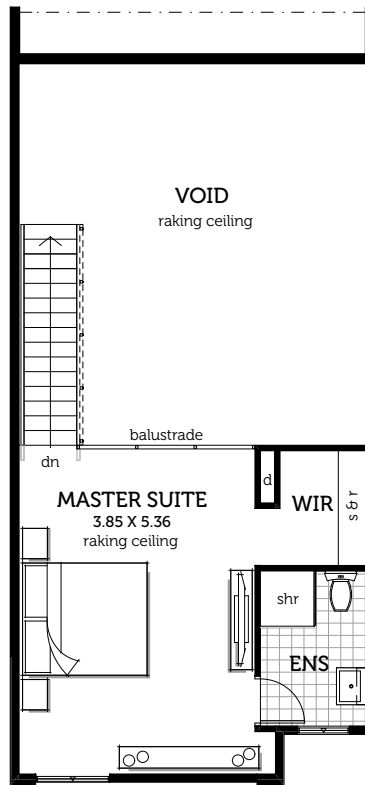 VOID
raking ceiling
balustrade
dn
d
MASTER SUITE
3.85 X 5.36
raking ceiling
WIR
s & r
shr
ENS